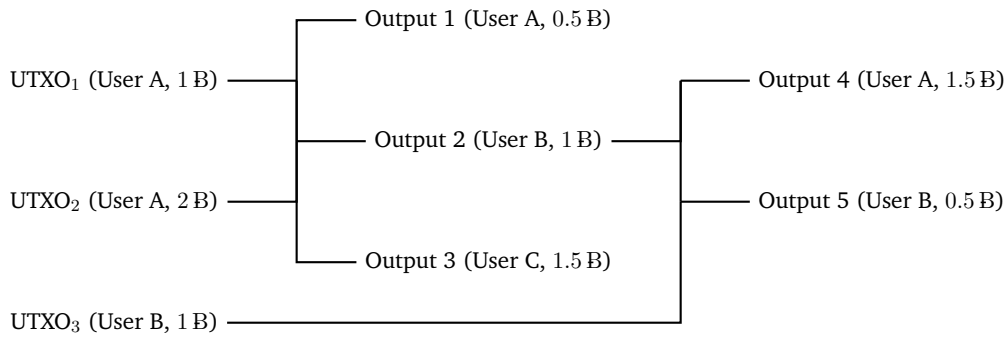 Output 1 (User A, 0.5 Ƀ)
UTXO₁ (User A, 1 Ƀ)
Output 4 (User A, 1.5 Ƀ)
Output 2 (User B, 1 Ƀ)
UTXO₂ (User A, 2 Ƀ)
Output 5 (User B, 0.5 Ƀ)
Output 3 (User C, 1.5 Ƀ)
UTXO₃ (User B, 1 Ƀ)